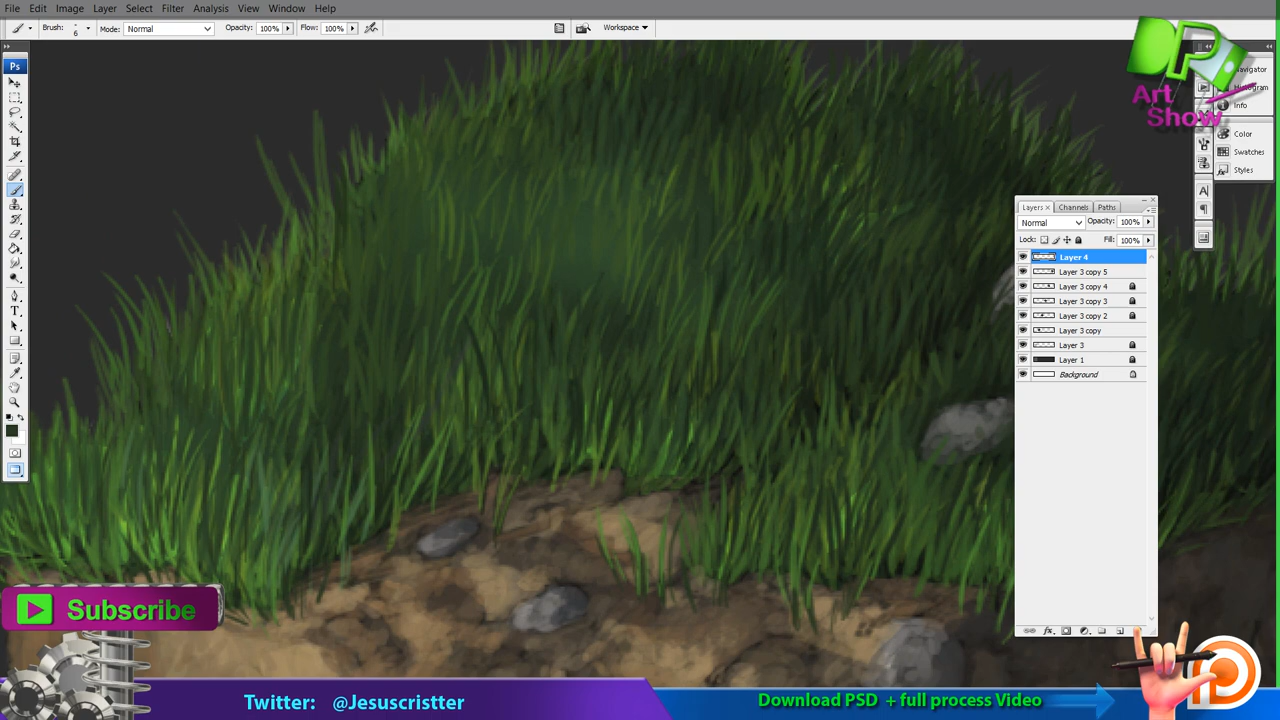 File Edit Image Layer Select Filter Analysis View Window Help
Brush: 6 Mode: Normal Opacity: 100% Flow: 100% Workspace
DP
Art
Show
Navigator
Histogram
Info
Color
Swatches
Styles
Ps
Layers Channels Paths
Normal Opacity: 100%
Lock: Fill: 100%
Layer 4
Layer 3 copy 5
Layer 3 copy 4
Layer 3 copy 3
Layer 3 copy 2
Layer 3 copy
Layer 3
Layer 1
Background
Subscribe
Twitter: @Jesuscristter
Download PSD + full process Video